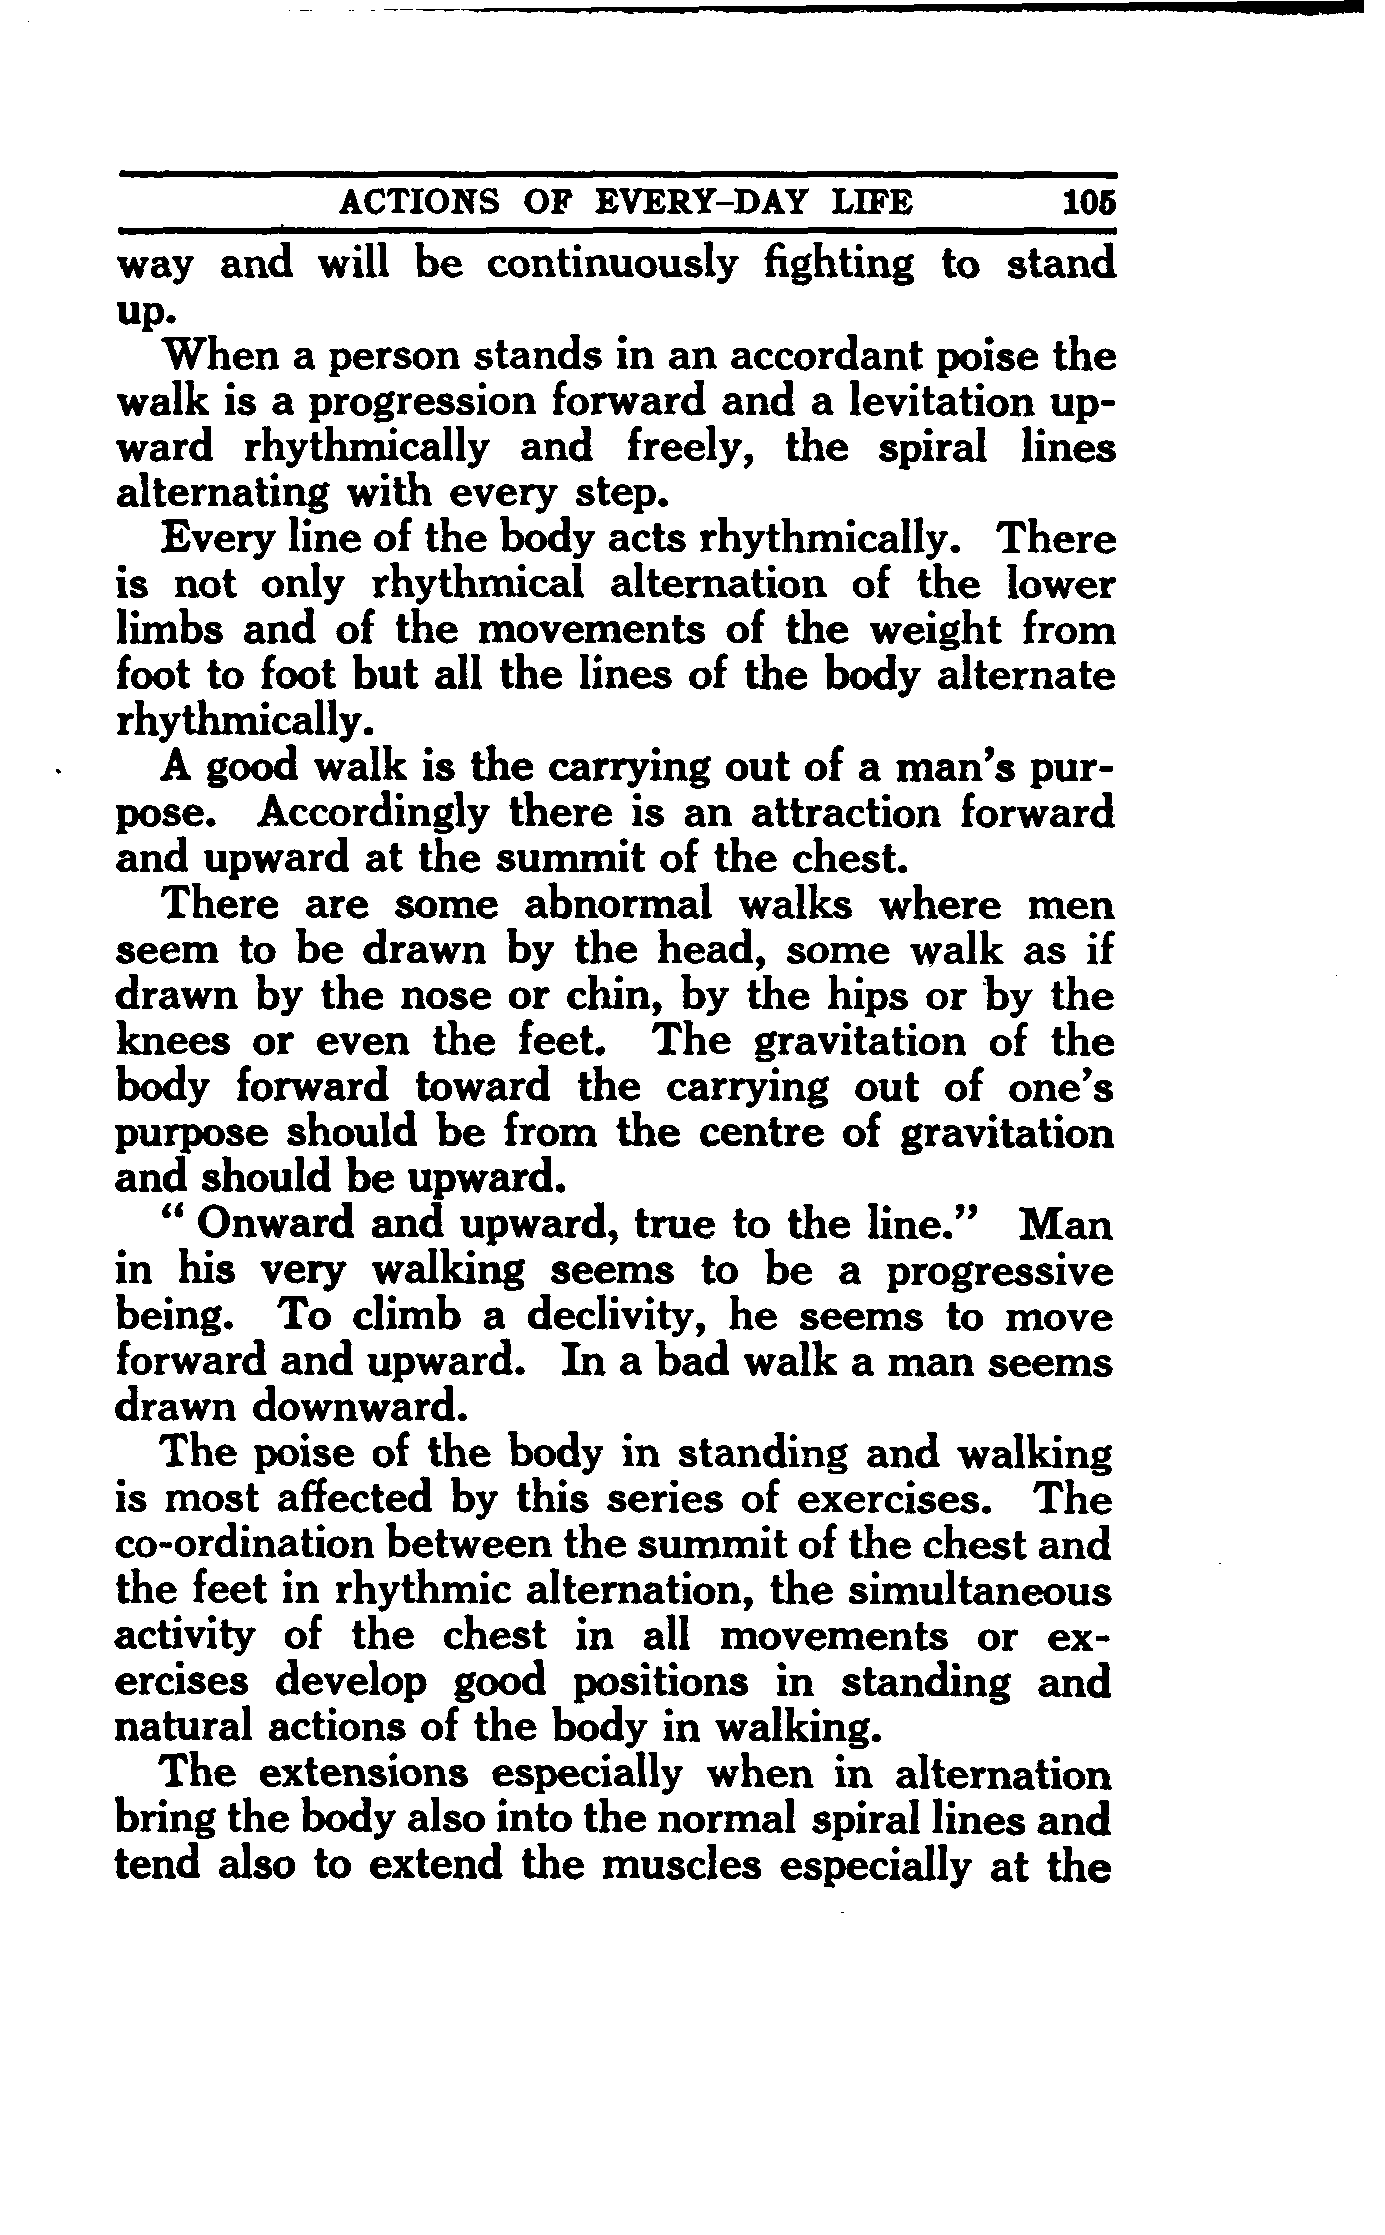 ACTIONS OF EVERY-DAY LIFE 105
way and will be continuously fighting to stand
up.
When a person stands in an accordant poise the
walk is a progression forward and a levitation up-
ward rhythmically and freely, the spiral lines
alternating with every step.
Every line of the body acts rhythmically. There
is not only rhythmical alternation of the lower
limbs and of the movements of the weight from
foot to foot but all the lines of the body alternate
rhythmically.
A good walk is the carrying out of a man's pur-
pose. Accordingly there is an attraction forward
and upward at the summit of the chest.
There are some abnormal walks where men
seem to be drawn by the head, some walk as if
drawn by the nose or chin, by the hips or by the
knees or even the feet. The gravitation of the
body forward toward the carrying out of one's
purpose should be from the centre of gravitation
and should be upward.
" Onward and upward, true to the line." Man
in his very walking seems to be a progressive
being. To climb a declivity, he seems to move
forward and upward. In a bad walk a man seems
drawn downward.
The poise of the body in standing and walking
is most affected by this series of exercises. The
co-ordination between the summit of the chest and
the feet in rhythmic alternation, the simultaneous
activity of the chest in all movements or ex-
ercises develop good positions in standing and
natural actions of the body in walking.
The extensions especially when in alternation
bring the body also into the normal spiral lines and
tend also to extend the muscles especially at the